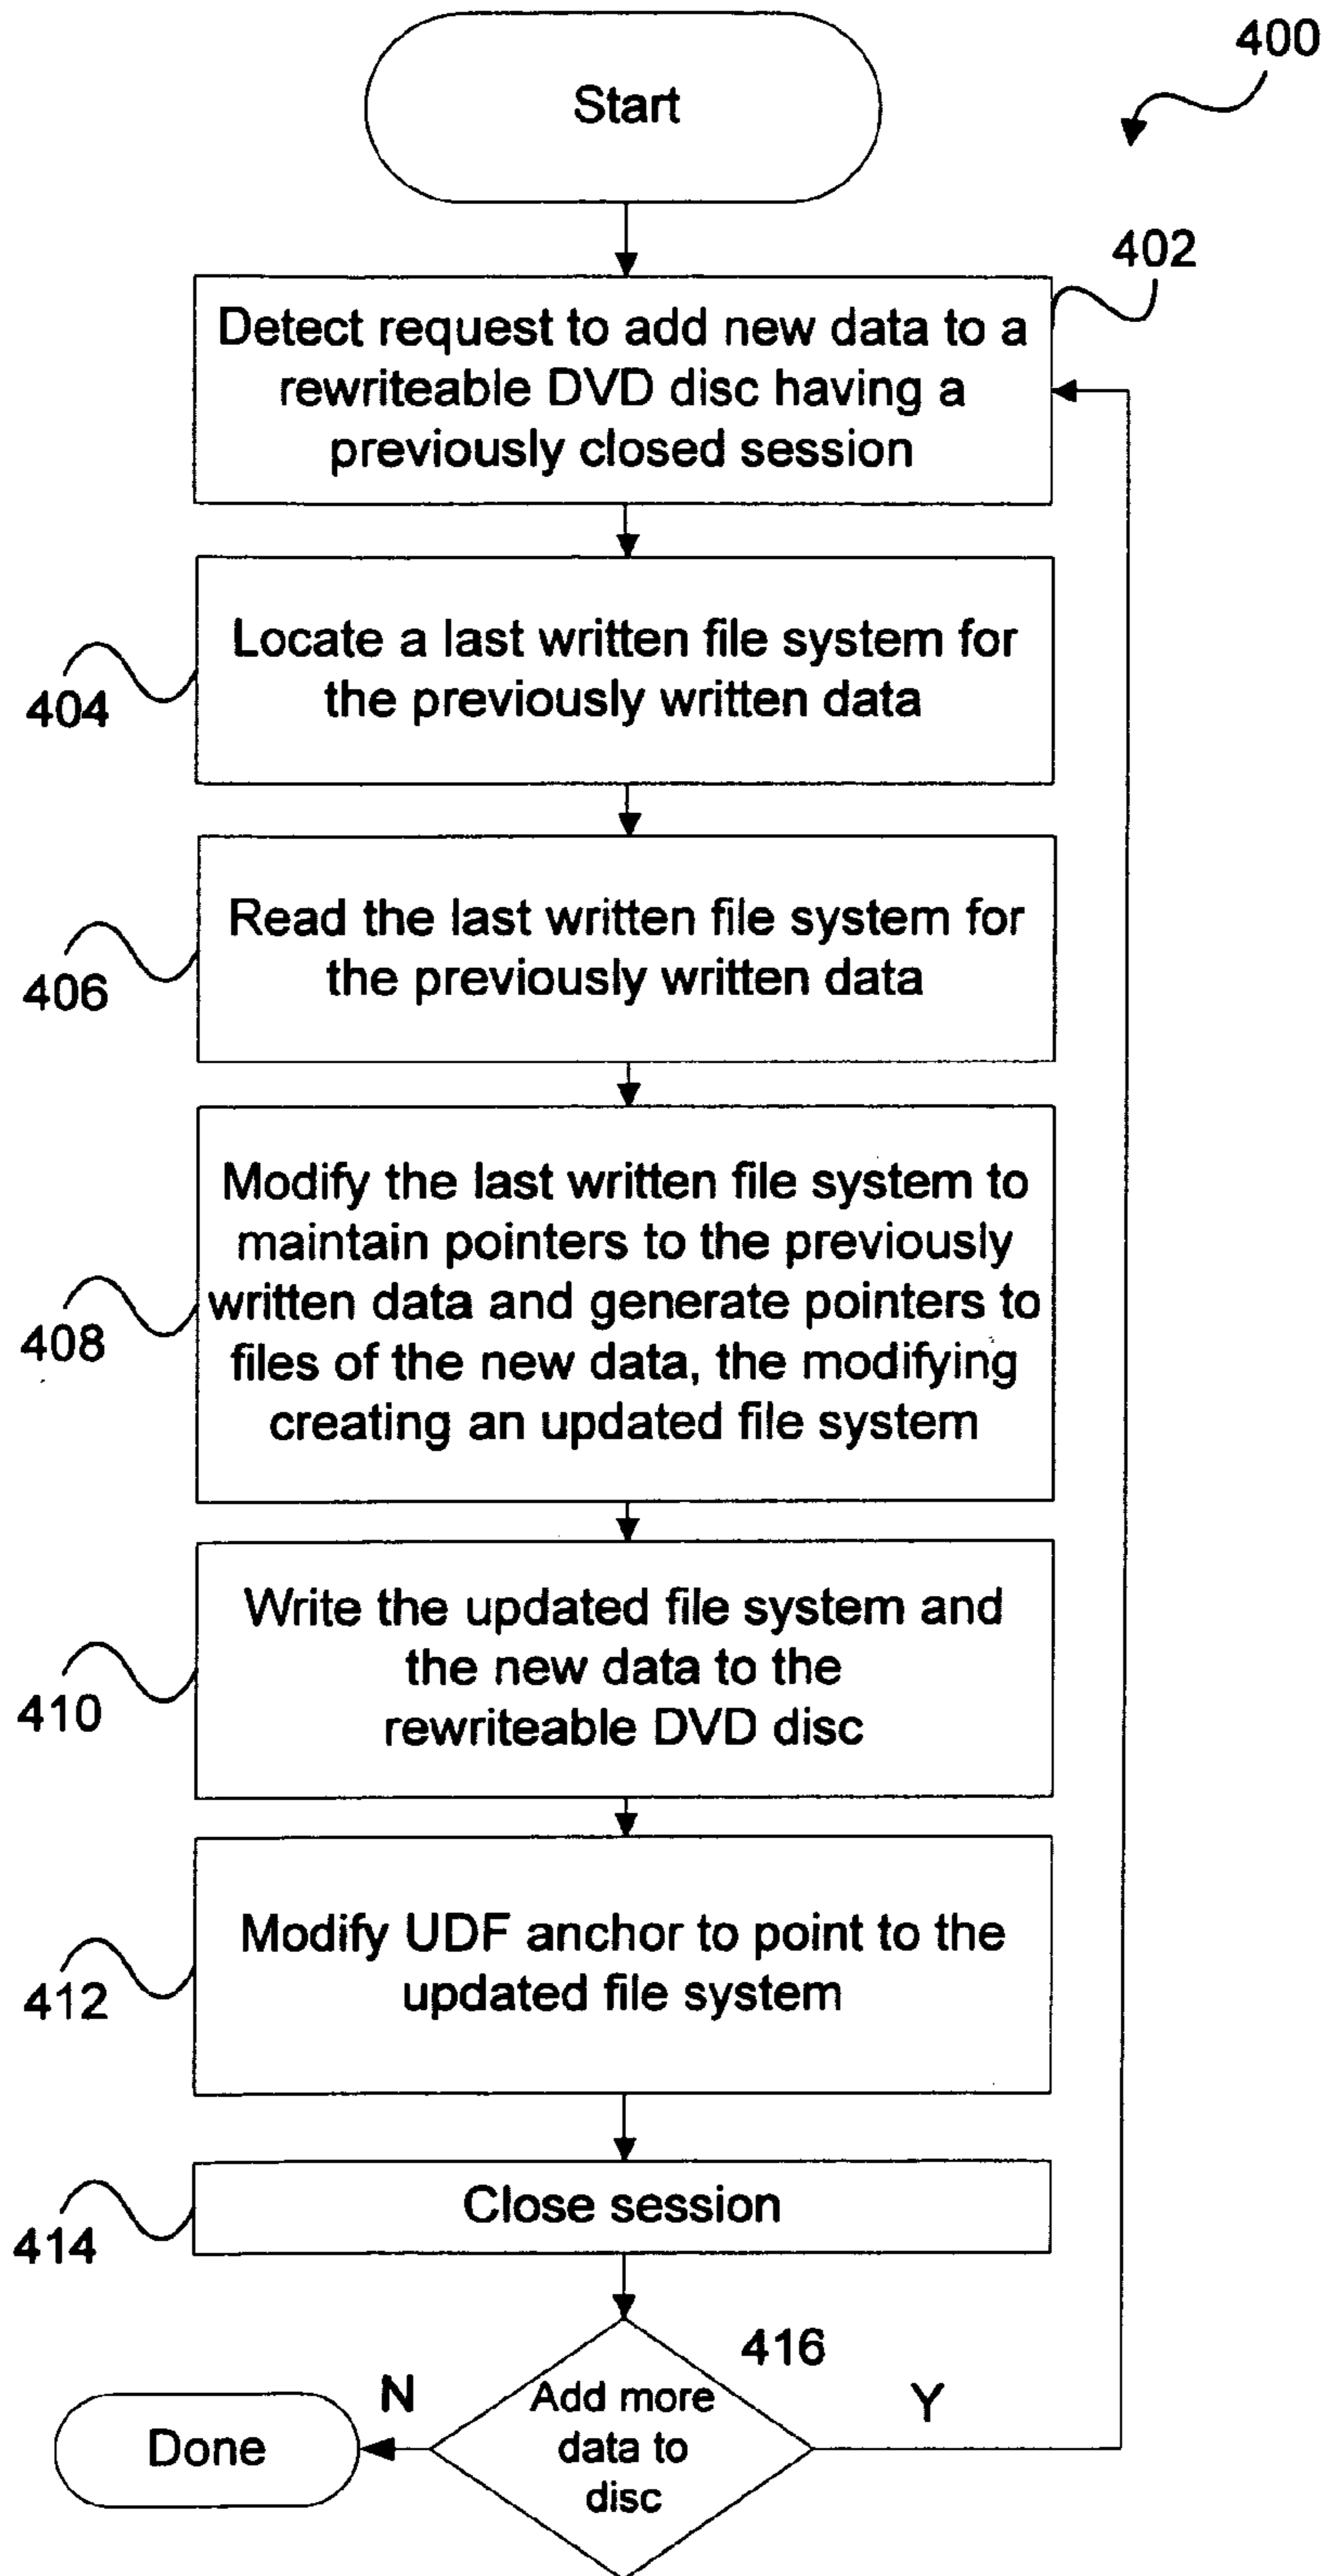 400
Start
402
Detect request to add new data to a
rewriteable DVD disc having a
previously closed session
Locate a last written file system for
the previously written data
404
Read the last written file system for
the previously written data
406
Modify the last written file system to
maintain pointers to the previously
written data and generate pointers to
files of the new data, the modifying
creating an updated file system
408
Write the updated file system and
the new data to the
rewriteable DVD disc
410
Modify UDF anchor to point to the
updated file system
412
Close session
414
416
N
Add more
data to
disc
Y
Done